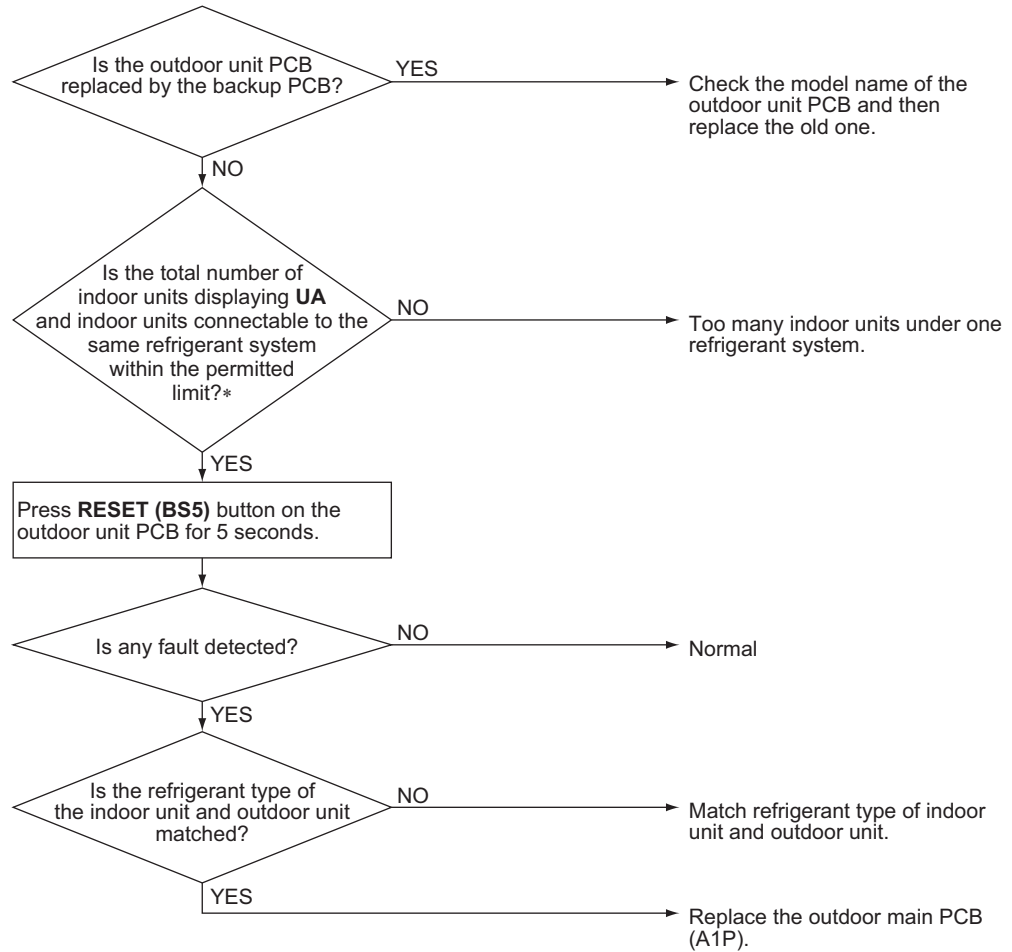 Is the outdoor unit PCB
replaced by the backup PCB?
YES
Check the model name of the
outdoor unit PCB and then
replace the old one.
NO
Is the total number of
indoor units displaying UA
and indoor units connectable to the
same refrigerant system
within the permitted
limit?*
NO
Too many indoor units under one
refrigerant system.
YES
Press RESET (BS5) button on the
outdoor unit PCB for 5 seconds.
Is any fault detected?
NO
Normal
YES
Is the refrigerant type of
the indoor unit and outdoor unit
matched?
NO
Match refrigerant type of indoor
unit and outdoor unit.
YES
Replace the outdoor main PCB
(A1P).